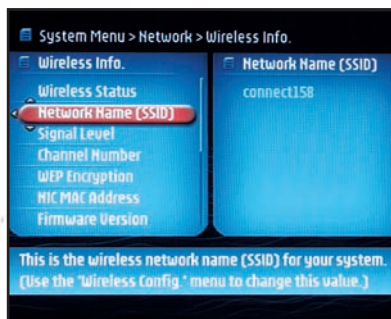 System Menu > Network > Wireless Info.
Wireless Info.
Wireless Status
Network Name (SSID)
Signal Level
Channel Number
WEP Encryption
NIC MAC Address
Firmware Version
Network Name (SSID)
connect158
This is the wireless network name (SSID) for your system.
(Use the "Wireless Config." menu to change this value.)